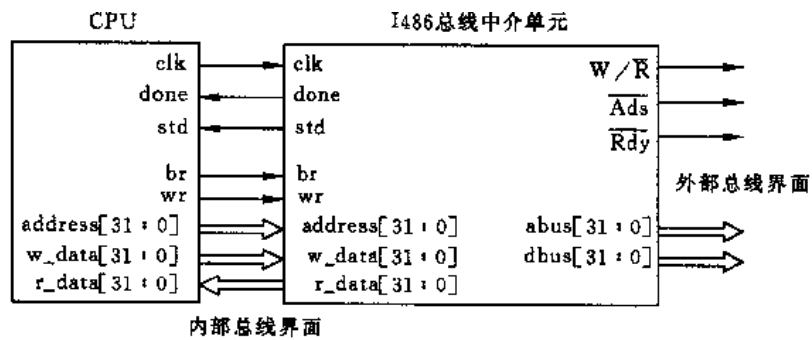 CPU
I486总线中介单元
clk
done
std
br
wr
address[31:0]
w_data[31:0]
r_data[31:0]
clk
done
std
br
wr
address[31:0]
w_data[31:0]
r_data[31:0]
W/R̅
A̅d̅s̅
R̅d̅y̅
abus[31:0]
dbus[31:0]
外部总线界面
内部总线界面